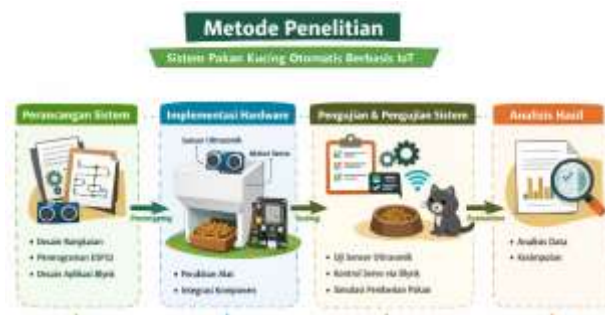 Metode Penelitian
Sistem Pakan Kucing Otomatis Berbasis IoT
Perancangan Sistem
Implementasi Hardware
Pengujian & Pengujian Sistem
Analisis Hasil
Sensor Ultrasonik
Motor Servo
Testing
• Desain Rangkaian
• Pemrograman ESP32
• Desain Aplikasi Blynk
• Perakitan Alat
• Integrasi Komponen
• Uji Sensor Ultrasonik
• Kontrol Servo via Blynk
• Simulasi Pemberian Pakan
• Analisis Data
• Kesimpulan